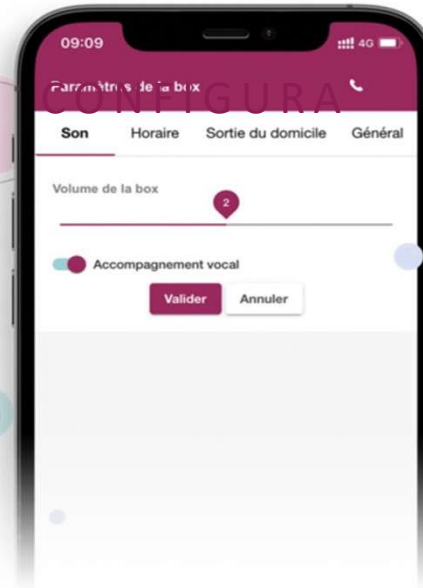 09:09
4G
Paramètres de la box
CONFIGURA
Son Horaire Sortie du domicile Général
Volume de la box
2
Accompagnement vocal
Valider Annuler